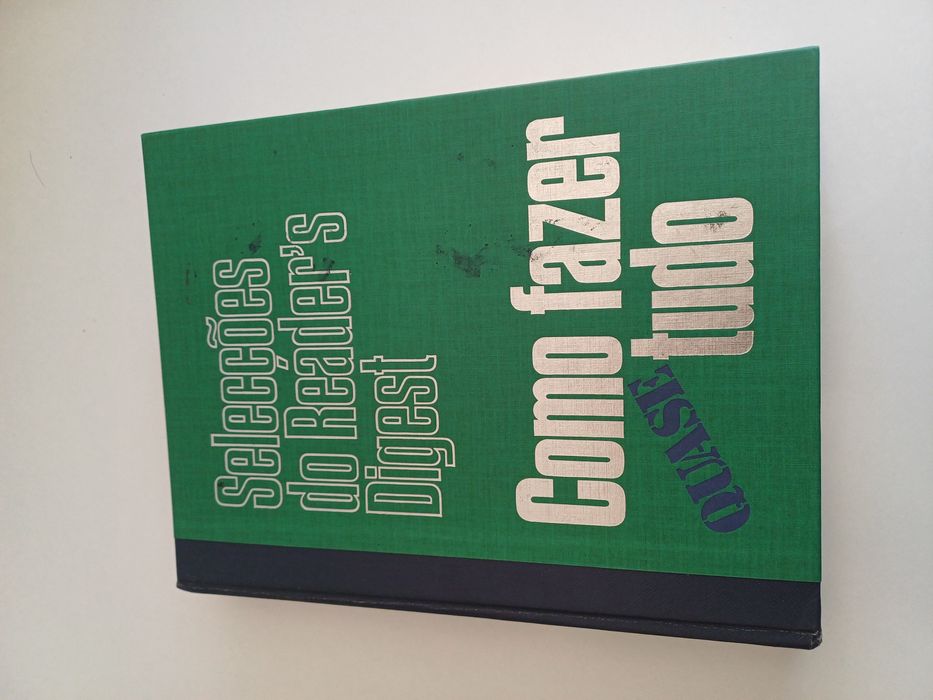 Selecções
do Reader's
Digest
Como fazer
QUASE tudo